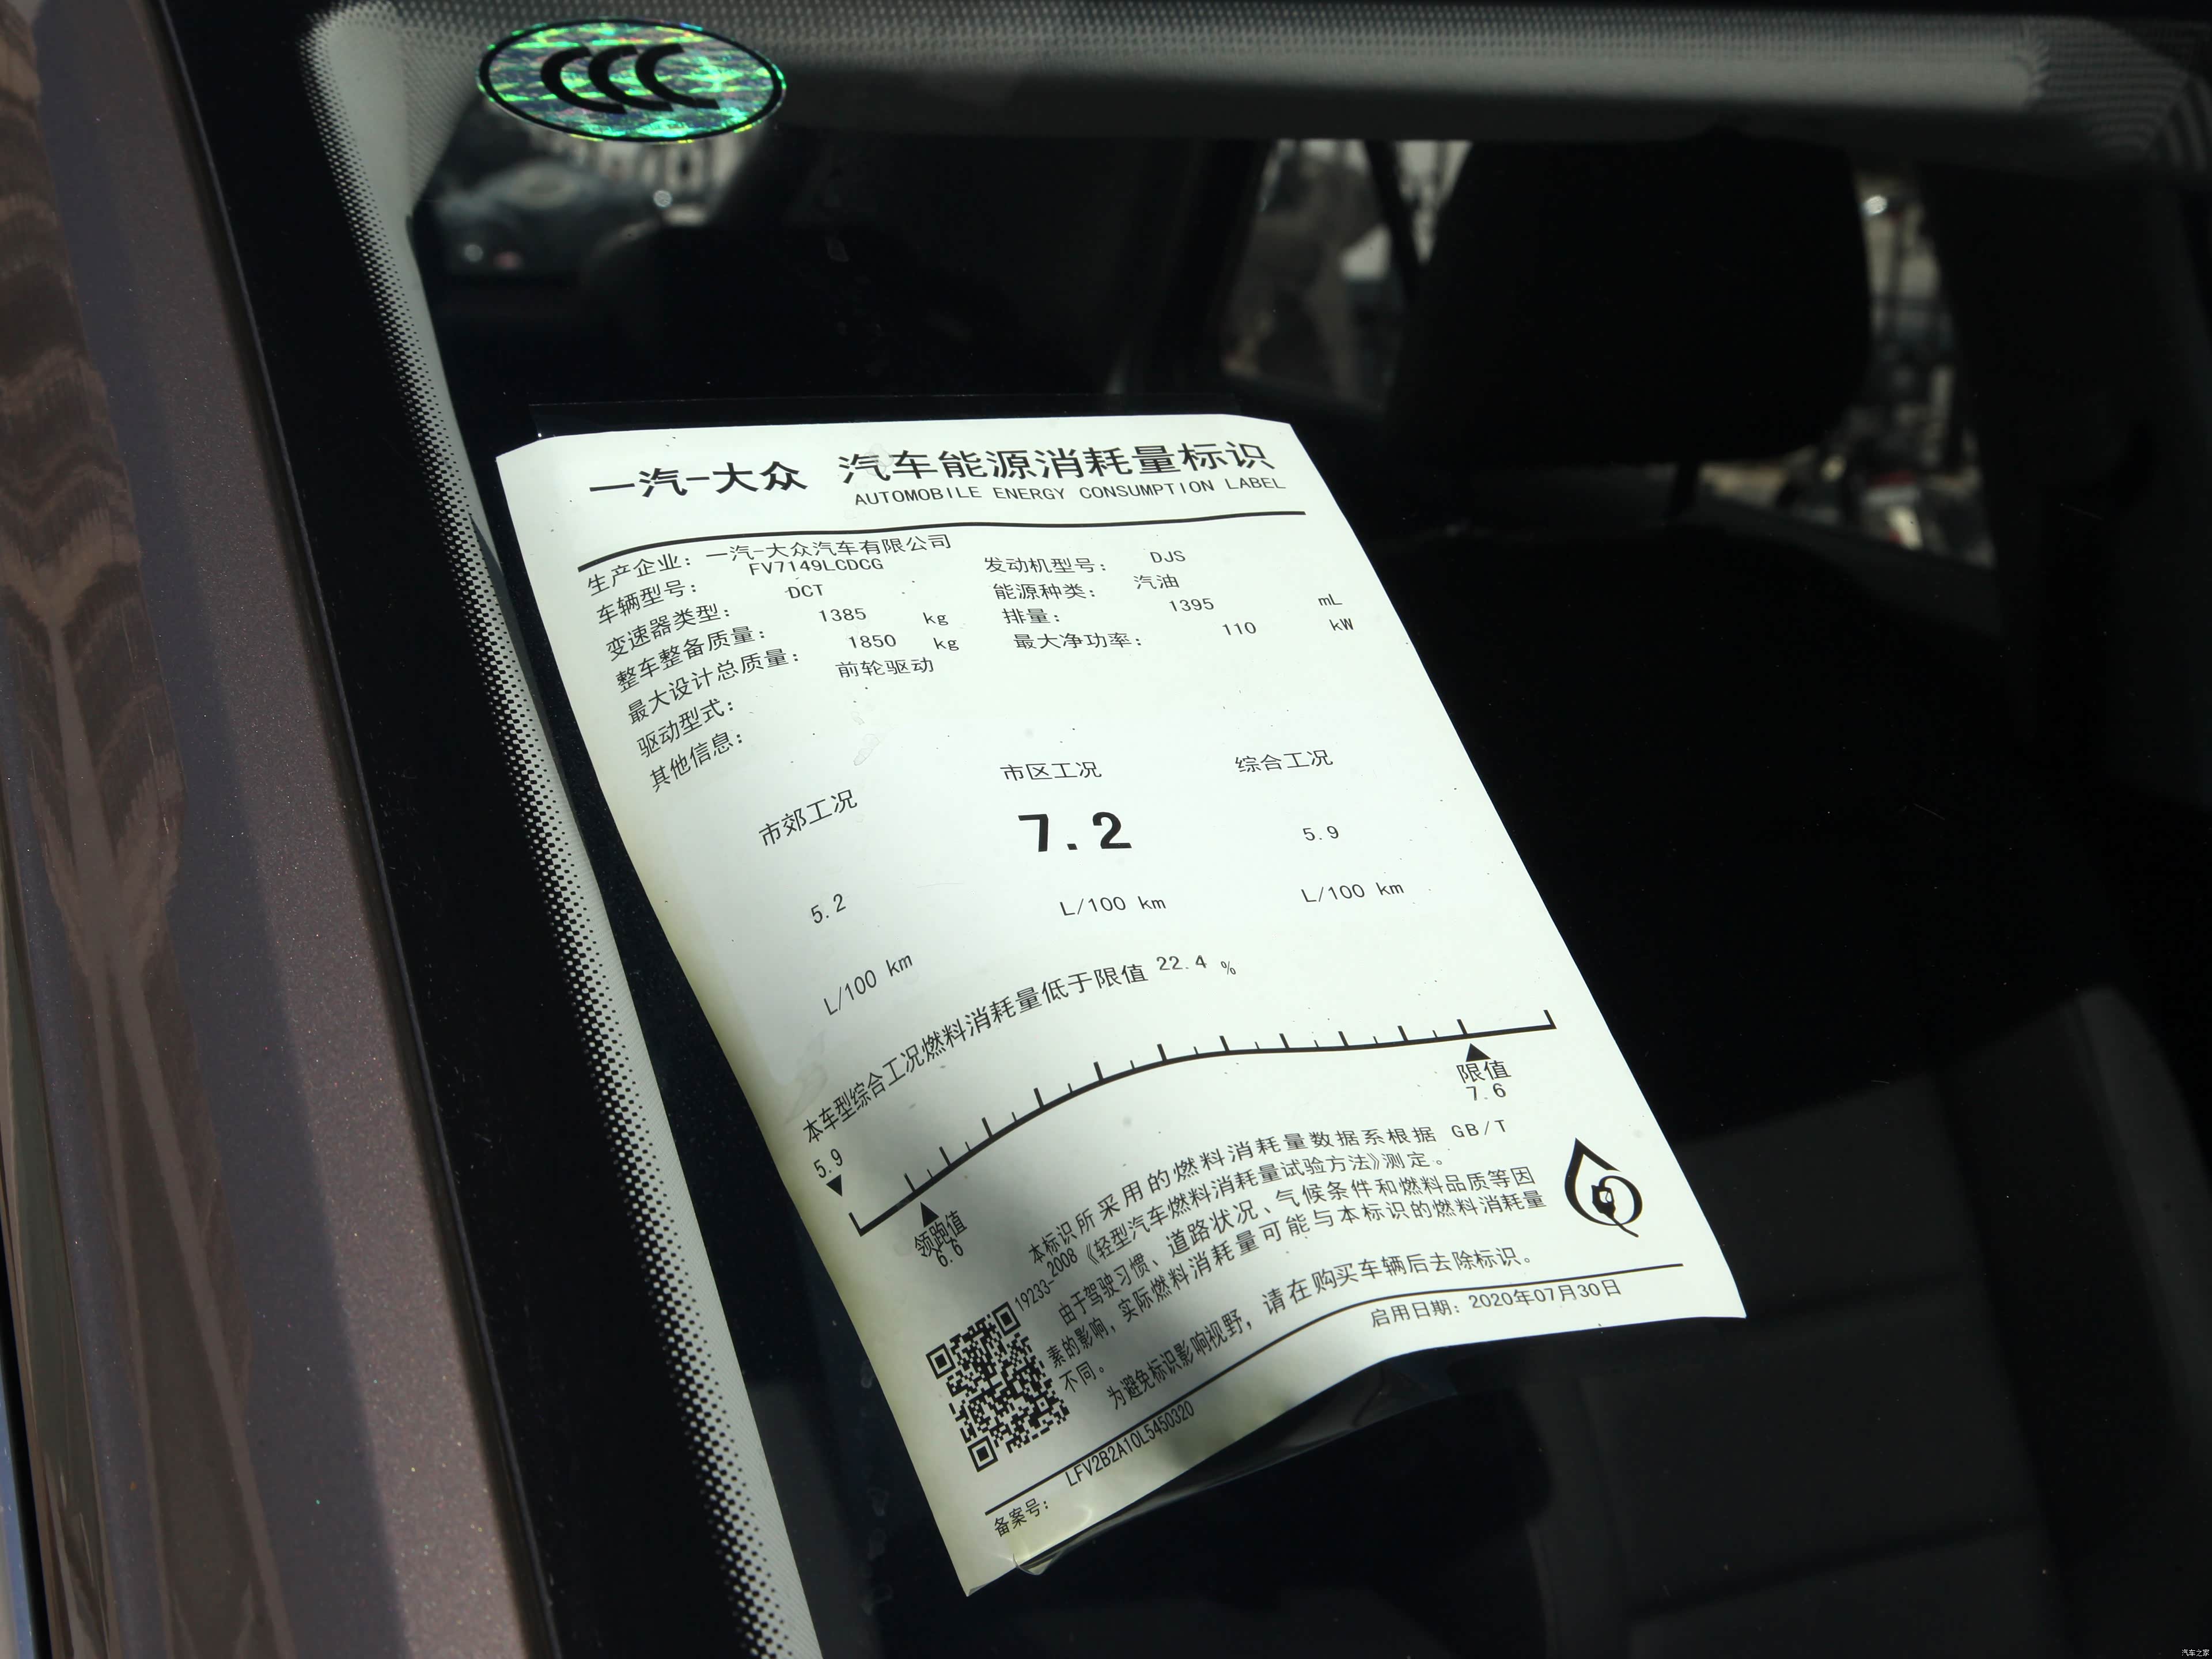 CCC
一汽-大众 汽车能源消耗量标识
AUTOMOBILE ENERGY CONSUMPTION LABEL
生产企业： 一汽-大众汽车有限公司
车辆型号： FV7149LCDCG 发动机型号： DJS
变速器类型： DCT 能源种类： 汽油
整车整备质量： 1385 kg 排量： 1395 mL
最大设计总质量： 1850 kg 最大净功率： 110 kW
驱动型式： 前轮驱动
其他信息：
市郊工况 市区工况 综合工况
5.2 7.2 5.9
L/100 km L/100 km L/100 km
本车型综合工况燃料消耗量低于限值 22.4 %
5.9
领跑值 限值
6.6 7.6
本标识所采用的燃料消耗量数据系根据 GB/T
19233-2008《轻型汽车燃料消耗量试验方法》测定。
由于驾驶习惯、道路状况、气候条件和燃料品质等因
素的影响，实际燃料消耗量可能与本标识的燃料消耗量
不同。
为避免标识影响视野，请在购买车辆后去除标识。
备案号： LFV2B2A10L5450320 启用日期：2020年07月30日
汽车之家